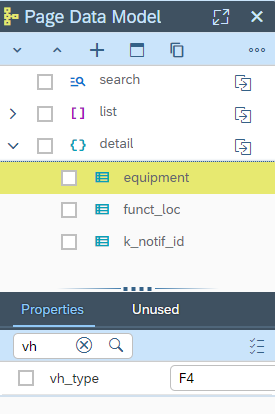 Page Data Model
search
[ ] list
{} detail
equipment
funct_loc
k_notif_id
Properties Unused
vh
vh_type F4